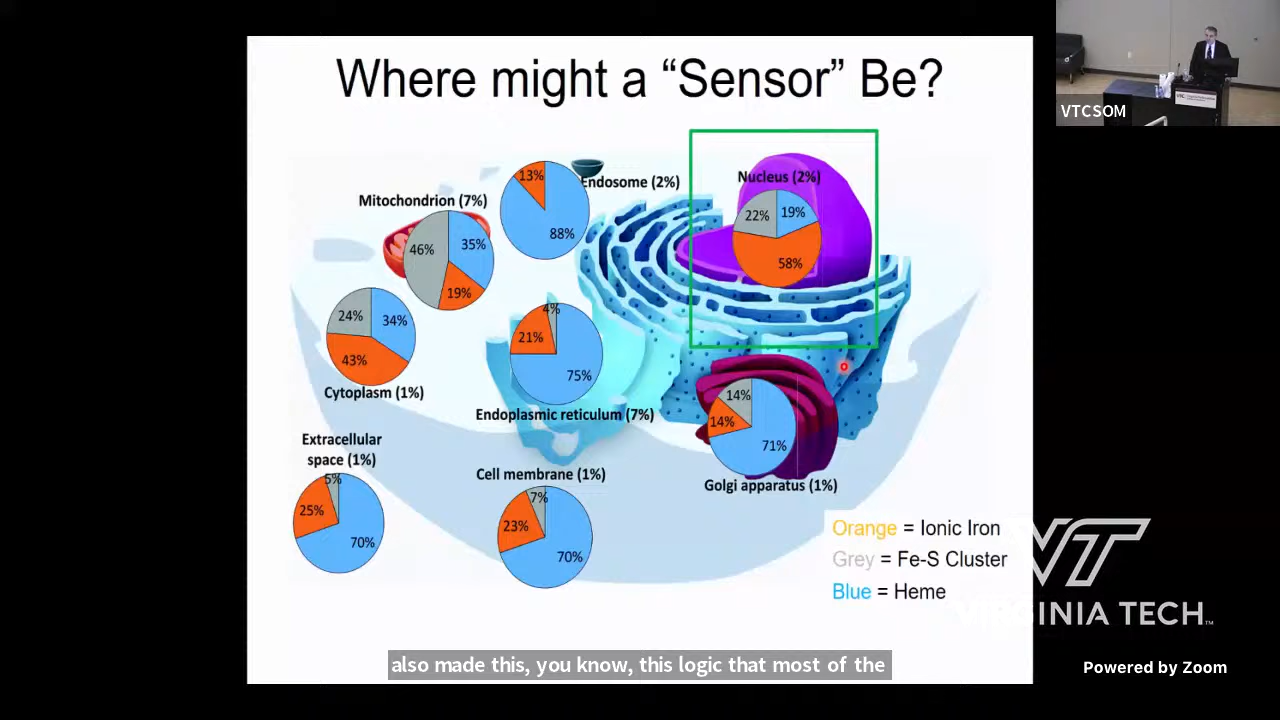 Where might a “Sensor” Be?
VTCSOM
Nucleus (2%)
22%
19%
58%
13%
88%
Endosome (2%)
Mitochondrion (7%)
46%
35%
19%
24%
34%
43%
Cytoplasm (1%)
4%
21%
75%
Endoplasmic reticulum (7%)
14%
14%
71%
Golgi apparatus (1%)
Extracellular
space (1%)
5%
25%
70%
Cell membrane (1%)
7%
23%
70%
Orange = Ionic Iron
Grey = Fe-S Cluster
Blue = Heme
VT
VIRGINIA TECH™
also made this, you know, this logic that most of the
Powered by Zoom